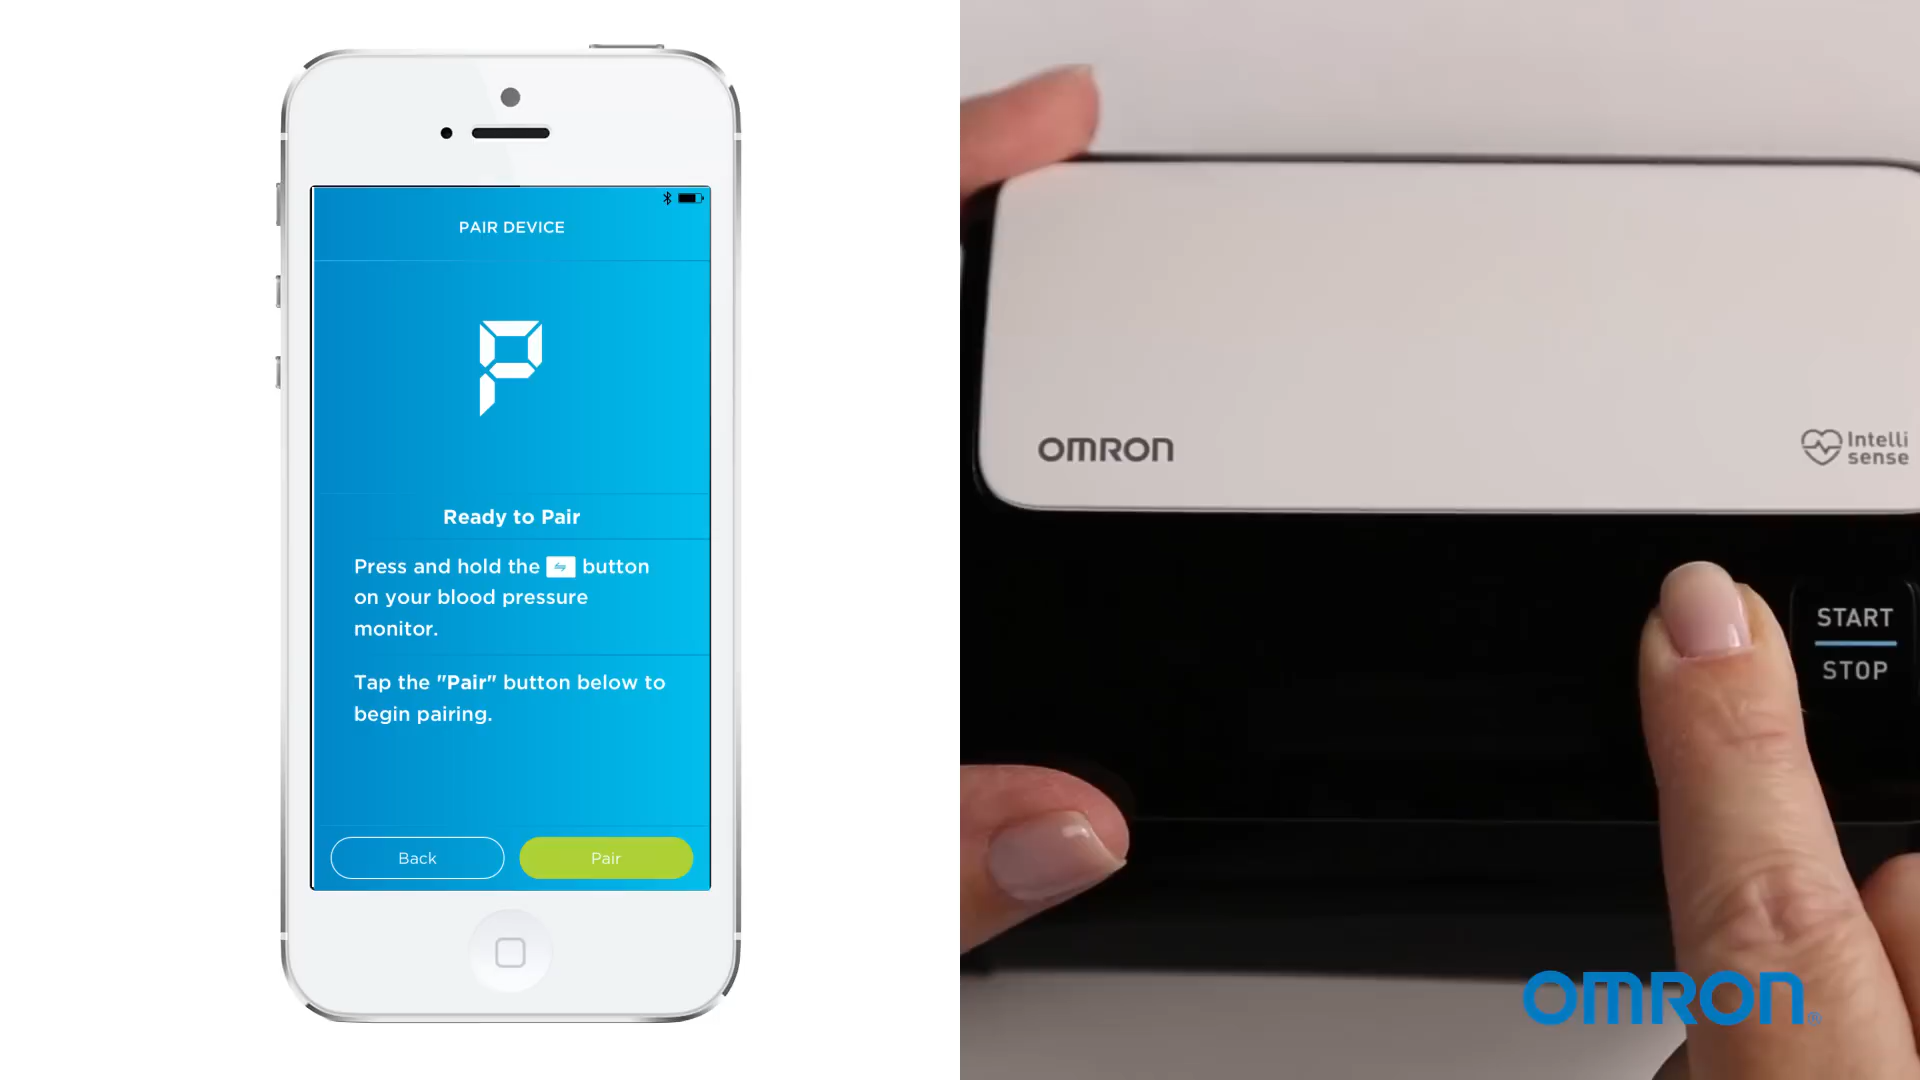 PAIR DEVICE
P
Ready to Pair
Press and hold the button
on your blood pressure
monitor.
Tap the "Pair" button below to
begin pairing.
Back
Pair
OMRON
Intelli
sense
START
STOP
OMRON®